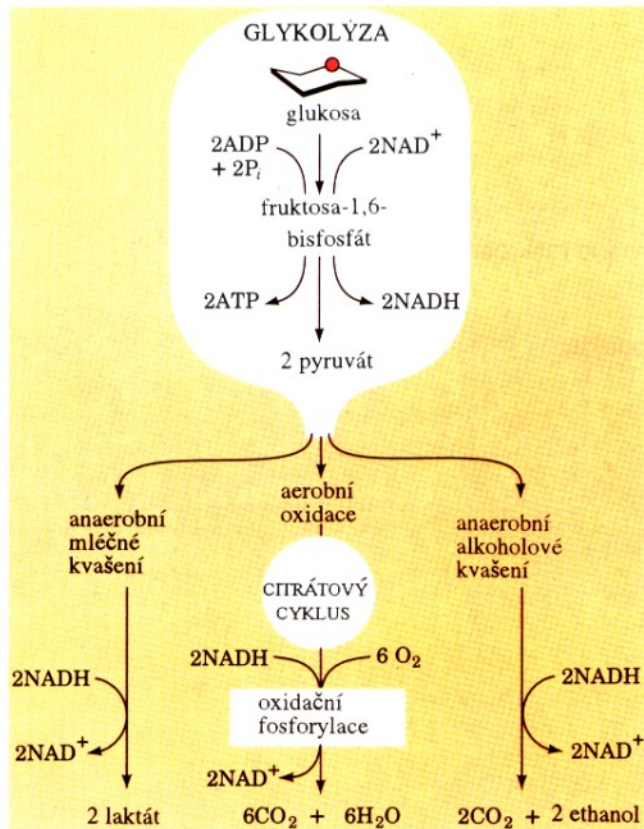 GLYKOLÝZA
glukosa
2ADP
+ 2Pi
2NAD+
fruktosa-1,6-
bisfosfát
2ATP
2NADH
2 pyruvát
anaerobní
mléčné
kvašení
aerobní
oxidace
anaerobní
alkoholové
kvašení
CITRÁTOVÝ
CYKLUS
2NADH
6 O2
2NADH
2NADH
oxidační
fosforylace
2NAD+
2NAD+
2NAD+
2 laktát
6CO2 + 6H2O
2CO2 + 2 ethanol